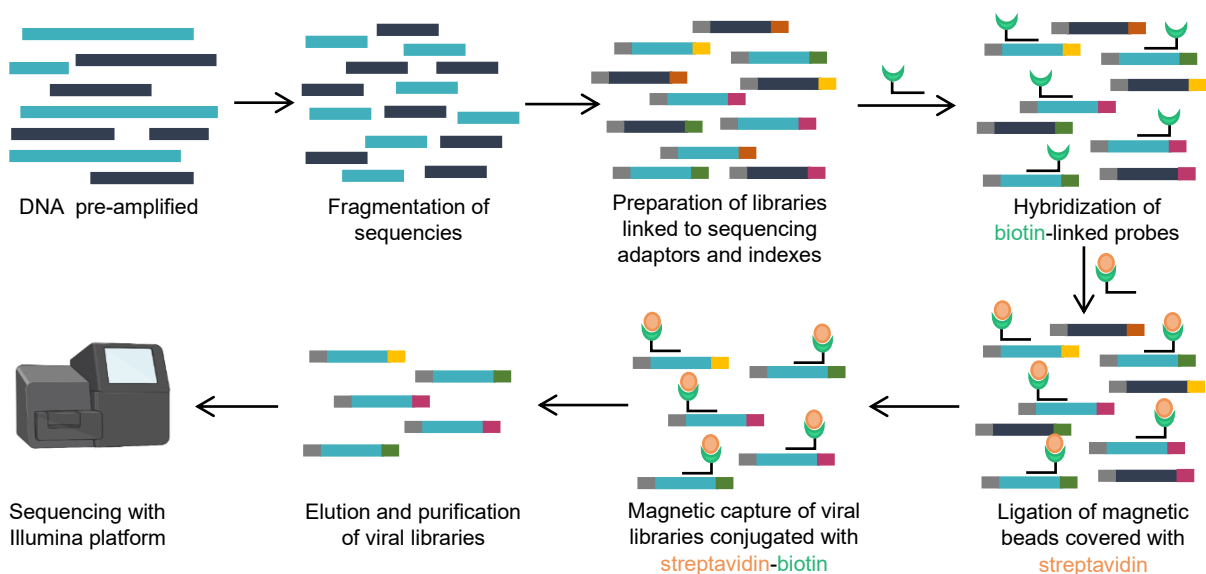 DNA pre-amplified
Fragmentation of
sequencies
Preparation of libraries
linked to sequencing
adaptors and indexes
Hybridization of
biotin-linked probes
Ligation of magnetic
beads covered with
streptavidin
Magnetic capture of viral
libraries conjugated with
streptavidin-biotin
Elution and purification
of viral libraries
Sequencing with
Illumina platform